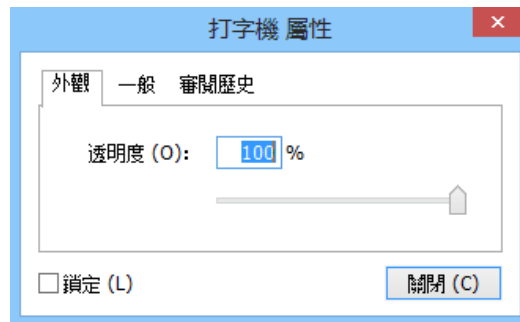 打字機 屬性
外觀 一般 審閱歷史
透明度 (O): 100 %
鎖定 (L) 關閉 (C)